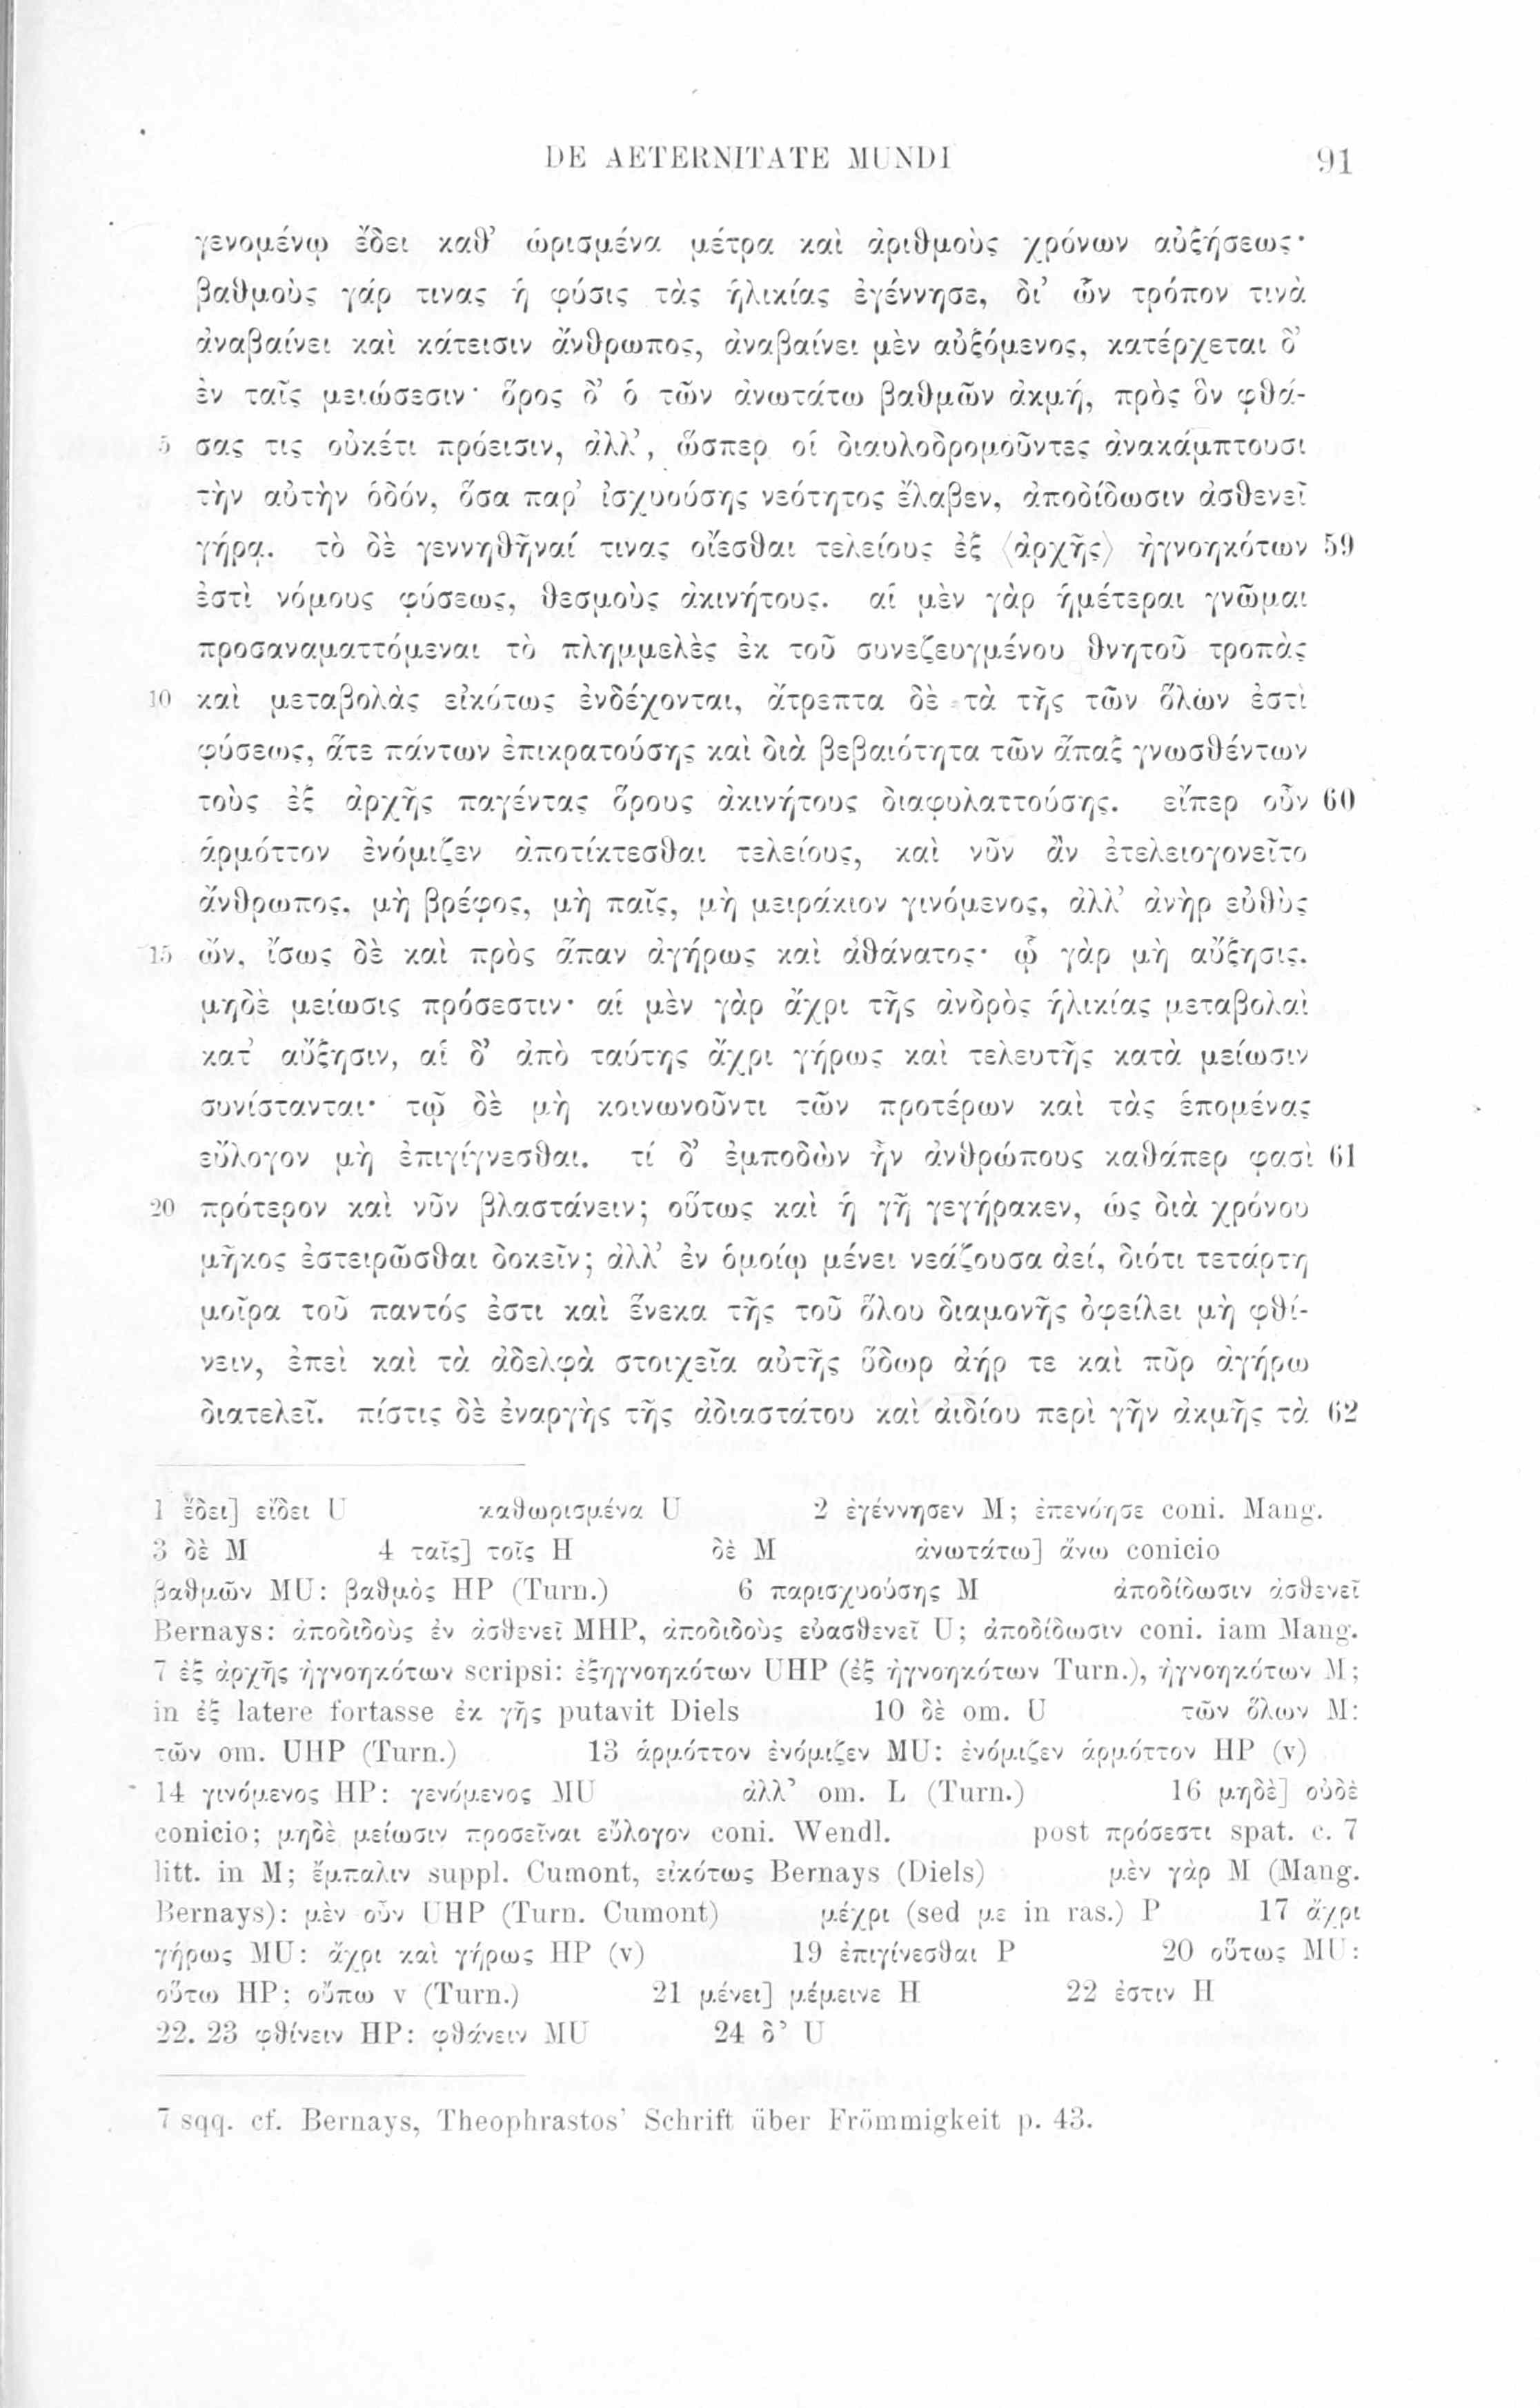 DE AETERNITATE MUNDI 91
γενομένῳ ἔδει καθ’ ὡρισμένα μέτρα καὶ ἀριθμοὺς χρόνων αὐξήσεως·
βαθμοὺς γάρ τινας ἡ φύσις τὰς ἡλικίας ἐγέννησε, δι’ ὧν τρόπον τινὰ
ἀναβαίνει καὶ κάτεισιν ἄνθρωπος, ἀναβαίνει μὲν αὐξόμενος, κατέρχεται δ’
ἐν ταῖς μειώσεσιν· ὅρος δ’ ὁ τῶν ἀνωτάτω βαθμῶν ἀκμή, πρὸς ὃν φθά-
5 σας τις οὐκέτι πρόεισιν, ἀλλ’, ὥσπερ οἱ διαυλοδρομοῦντες ἀνακάμπτουσι
τὴν αὐτὴν ὁδόν, ὅσα παρ’ ἰσχυούσης νεότητος ἔλαβεν, ἀποδίδωσιν ἀσθενεῖ
γήρᾳ. τὸ δὲ γεννηθῆναί τινας οἴεσθαι τελείους ἐξ ⟨ἀρχῆς⟩ ἠγνοηκότων 59
ἐστὶ νόμους φύσεως, θεσμοὺς ἀκινήτους. αἱ μὲν γὰρ ἡμέτεραι γνῶμαι
προσαναματτόμεναι τὸ πλημμελὲς ἐκ τοῦ συνεζευγμένου θνητοῦ τροπὰς
10 καὶ μεταβολὰς εἰκότως ἐνδέχονται, ἄτρεπτα δὲ τὰ τῆς τῶν ὅλων ἐστὶ
φύσεως, ἅτε πάντων ἐπικρατούσης καὶ διὰ βεβαιότητα τῶν ἅπαξ γνωσθέντων
τοὺς ἐξ ἀρχῆς παγέντας ὅρους ἀκινήτους διαφυλαττούσης. εἴπερ οὖν 60
ἁρμόττον ἐνόμιζεν ἀποτίκτεσθαι τελείους, καὶ νῦν ἂν ἐτελειογονεῖτο
ἄνθρωπος, μὴ βρέφος, μὴ παῖς, μὴ μειράκιον γινόμενος, ἀλλ’ ἀνὴρ εὐθὺς
15 ὤν, ἴσως δὲ καὶ πρὸς ἅπαν ἀγήρως καὶ ἀθάνατος· ᾧ γὰρ μὴ αὔξησις,
μηδὲ μείωσις πρόσεστιν· αἱ μὲν γὰρ ἄχρι τῆς ἀνδρὸς ἡλικίας μεταβολαὶ
κατ’ αὔξησιν, αἱ δ’ ἀπὸ ταύτης ἄχρι γήρως καὶ τελευτῆς κατὰ μείωσιν
συνίστανται· τῷ δὲ μὴ κοινωνοῦντι τῶν προτέρων καὶ τὰς ἑπομένας
εὔλογον μὴ ἐπιγίγνεσθαι. τί δ’ ἐμποδὼν ἦν ἀνθρώπους καθάπερ φασὶ 61
20 πρότερον καὶ νῦν βλαστάνειν; οὕτως καὶ ἡ γῆ γεγήρακεν, ὡς διὰ χρόνου
μῆκος ἐστειρῶσθαι δοκεῖν; ἀλλ’ ἐν ὁμοίῳ μένει νεάζουσα ἀεί, διότι τετάρτη
μοῖρα τοῦ παντός ἐστι καὶ ἕνεκα τῆς τοῦ ὅλου διαμονῆς ὀφείλει μὴ φθί-
νειν, ἐπεὶ καὶ τὰ ἀδελφὰ στοιχεῖα αὐτῆς ὕδωρ ἀήρ τε καὶ πῦρ ἀγήρω
διατελεῖ. πίστις δὲ ἐναργὴς τῆς ἀδιαστάτου καὶ ἀιδίου περὶ γῆν ἀκμῆς τὰ 62
1 ἔδει] εἴδει U καθωρισμένα U 2 ἐγέννησεν M; ἐπενόησε coni. Mang.
3 δὲ M 4 ταῖς] τοῖς H δὲ M ἀνωτάτω] ἄνω conicio
βαθμῶν MU: βαθμὸς HP (Turn.) 6 παρισχυούσης M ἀποδίδωσιν ἀσθενεῖ
Bernays: ἀποδιδοὺς ἐν ἀσθενεῖ MHP, ἀποδιδοὺς εὐασθενεῖ U; ἀποδίδωσιν coni. iam Mang.
7 ἐξ ἀρχῆς ἠγνοηκότων scripsi: ἐξηγνοηκότων UHP (ἐξ ἠγνοηκότων Turn.), ἠγνοηκότων M;
in ἐξ latere fortasse ἐκ γῆς putavit Diels 10 δὲ om. U τῶν ὅλων M:
τῶν om. UHP (Turn.) 13 ἁρμόττον ἐνόμιζεν MU: ἐνόμιζεν ἁρμόττον HP (v)
14 γινόμενος HP: γενόμενος MU ἀλλ’ om. L (Turn.) 16 μηδὲ] οὐδὲ
conicio; μηδὲ μείωσιν προσεῖναι εὔλογον coni. Wendl. post πρόσεστι spat. c. 7
litt. in M; ἔμπαλιν suppl. Cumont, εἰκότως Bernays (Diels) μὲν γὰρ M (Mang.
Bernays): μὲν οὖν UHP (Turn. Cumont) μέχρι (sed με in ras.) P 17 ἄχρι
γήρως MU: ἄχρι καὶ γήρως HP (v) 19 ἐπιγίνεσθαι P 20 οὕτως MU:
οὕτω HP; οὔπω v (Turn.) 21 μένει] μέμεινε H 22 ἐστιν H
22. 23 φθίνειν HP: φθάνειν MU 24 δ’ U
7 sqq. cf. Bernays, Theophrastos’ Schrift über Frömmigkeit p. 43.